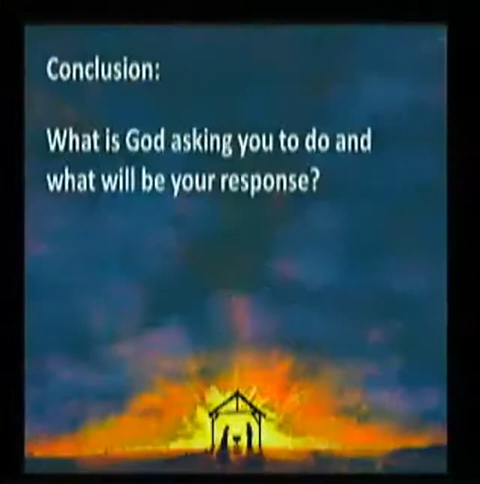 Conclusion:
What is God asking you to do and
what will be your response?